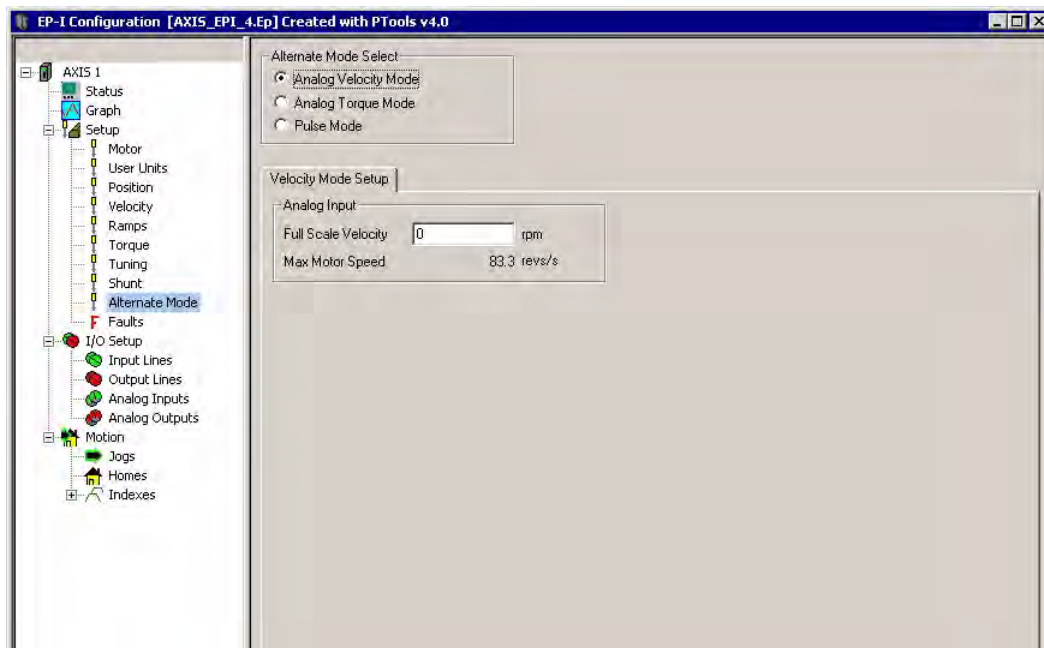 EP-I Configuration [AXIS_EPI_4.Ep] Created with PTools v4.0
AXIS 1
Status
Graph
Setup
Motor
User Units
Position
Velocity
Ramps
Torque
Tuning
Shunt
Alternate Mode
Faults
I/O Setup
Input Lines
Output Lines
Analog Inputs
Analog Outputs
Motion
Jogs
Homes
Indexes
Alternate Mode Select
Analog Velocity Mode
Analog Torque Mode
Pulse Mode
Velocity Mode Setup
Analog Input
Full Scale Velocity 0 rpm
Max Motor Speed 83.3 revs/s